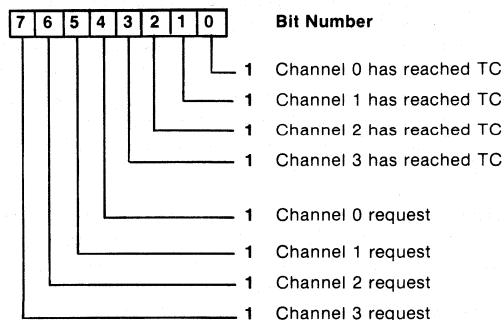 7 6 5 4 3 2 1 0 Bit Number
1 Channel 0 has reached TC
1 Channel 1 has reached TC
1 Channel 2 has reached TC
1 Channel 3 has reached TC
1 Channel 0 request
1 Channel 1 request
1 Channel 2 request
1 Channel 3 request